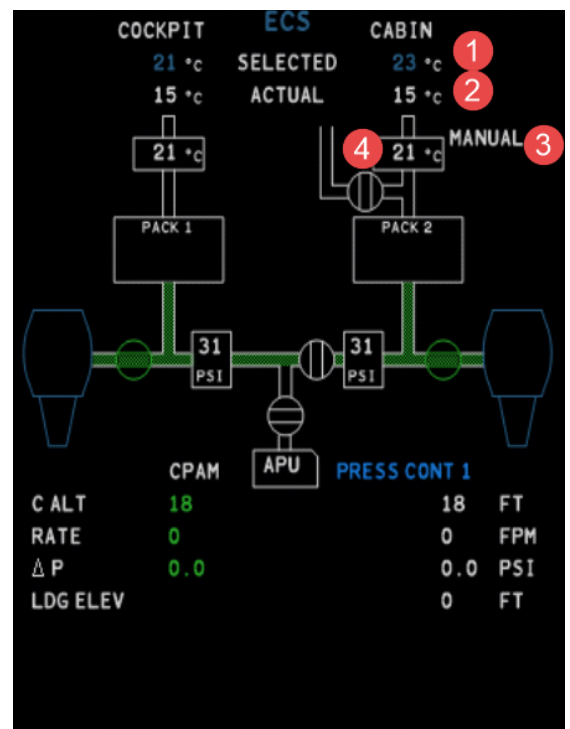 COCKPIT ECS CABIN
21 °C SELECTED 23 °C 1
15 °C ACTUAL 15 °C 2
21 °C 4 21 °C MANUAL 3
PACK 1 PACK 2
31 PSI 31 PSI
APU
CPAM PRESS CONT 1
C ALT 18 18 FT
RATE 0 0 FPM
Δ P 0.0 0.0 PSI
LDG ELEV 0 FT